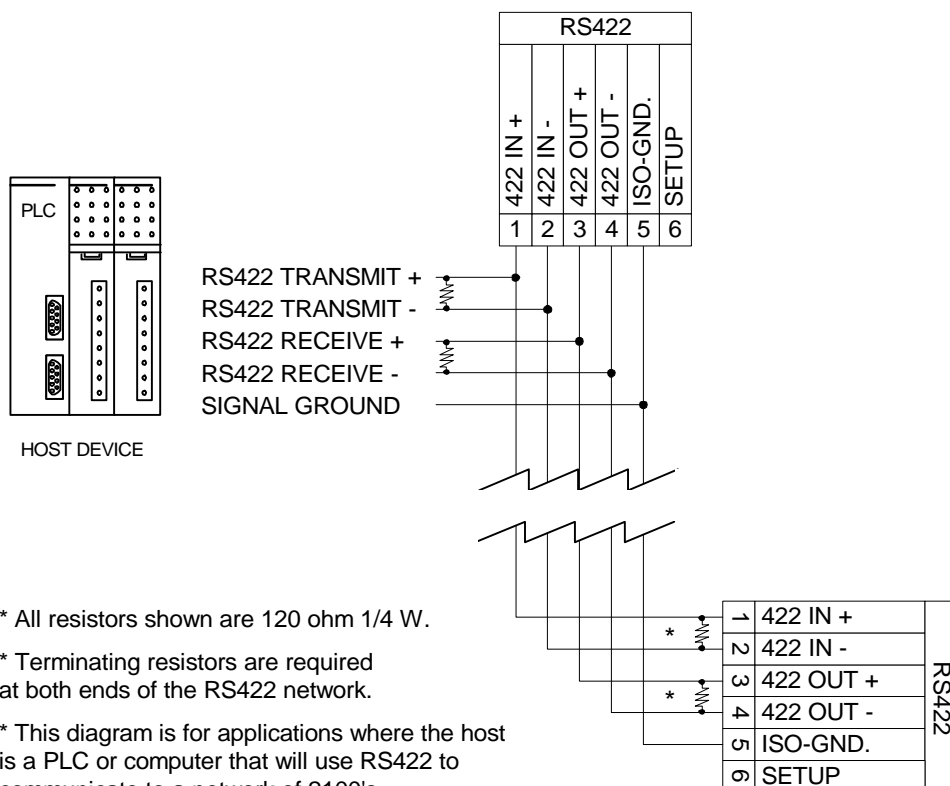 RS422
422 IN +
422 IN -
422 OUT +
422 OUT -
ISO-GND.
SETUP
1 2 3 4 5 6
PLC
RS422 TRANSMIT +
RS422 TRANSMIT -
RS422 RECEIVE +
RS422 RECEIVE -
SIGNAL GROUND
HOST DEVICE
* All resistors shown are 120 ohm 1/4 W.
* Terminating resistors are required
at both ends of the RS422 network.
* This diagram is for applications where the host
is a PLC or computer that will use RS422 to
*
*
1 422 IN +
2 422 IN -
3 422 OUT +
4 422 OUT -
5 ISO-GND.
6 SETUP
RS422